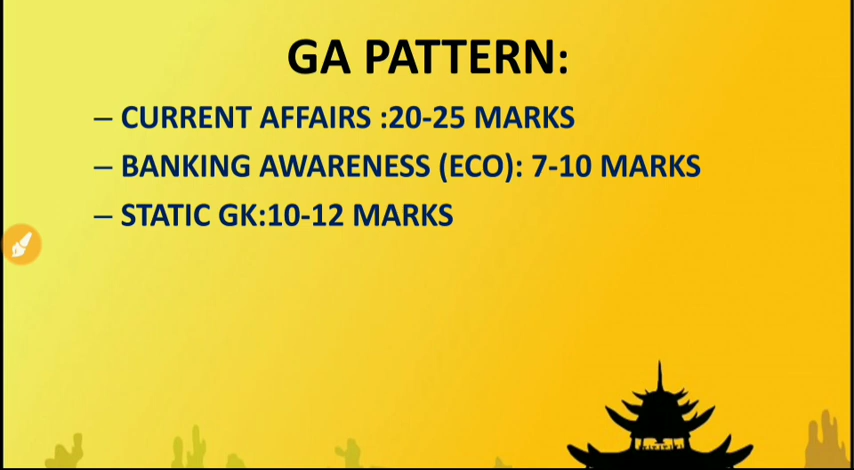 GA PATTERN:
– CURRENT AFFAIRS :20-25 MARKS
– BANKING AWARENESS (ECO): 7-10 MARKS
– STATIC GK:10-12 MARKS